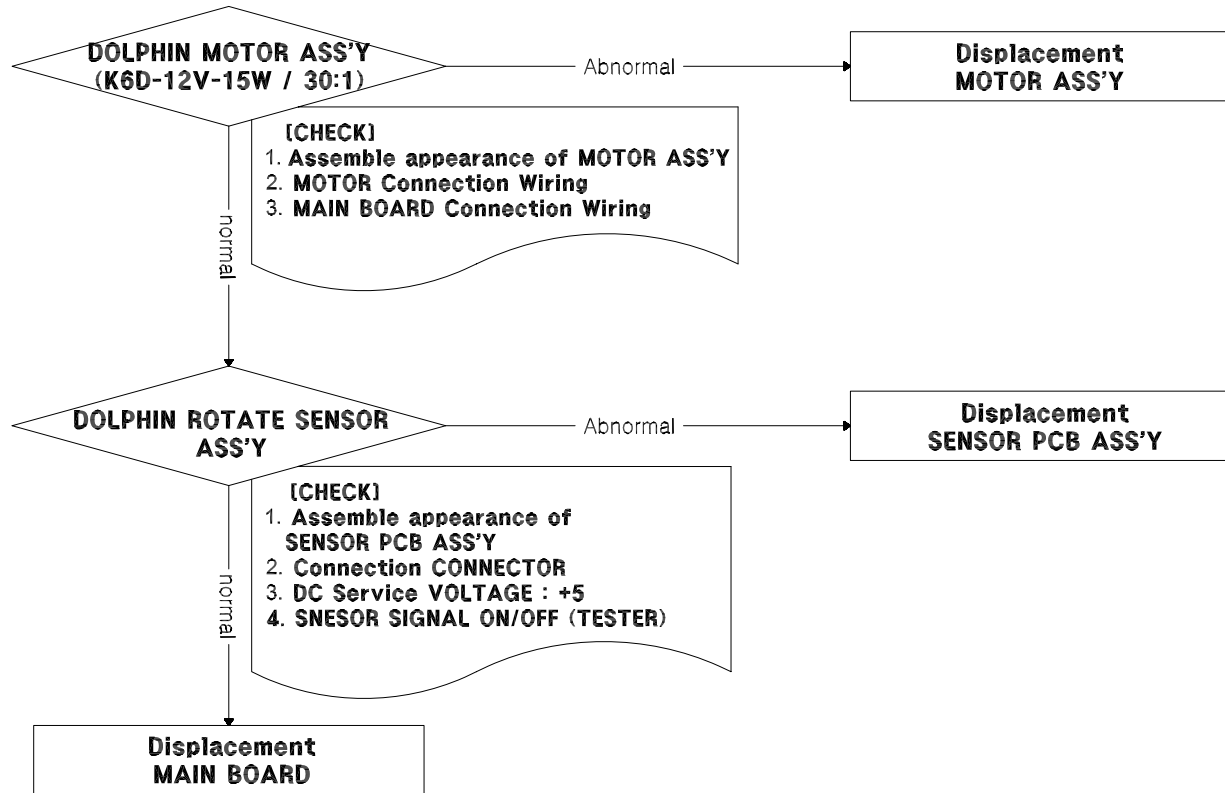 DOLPHIN MOTOR ASS'Y
(K6D-12V-15W / 30:1)
Abnormal
Displacement
MOTOR ASS'Y
[CHECK]
1. Assemble appearance of MOTOR ASS'Y
2. MOTOR Connection Wiring
3. MAIN BOARD Connection Wiring
normal
DOLPHIN ROTATE SENSOR
ASS'Y
Abnormal
Displacement
SENSOR PCB ASS'Y
[CHECK]
1. Assemble appearance of
SENSOR PCB ASS'Y
2. Connection CONNECTOR
3. DC Service VOLTAGE : +5
4. SNESOR SIGNAL ON/OFF (TESTER)
normal
Displacement
MAIN BOARD